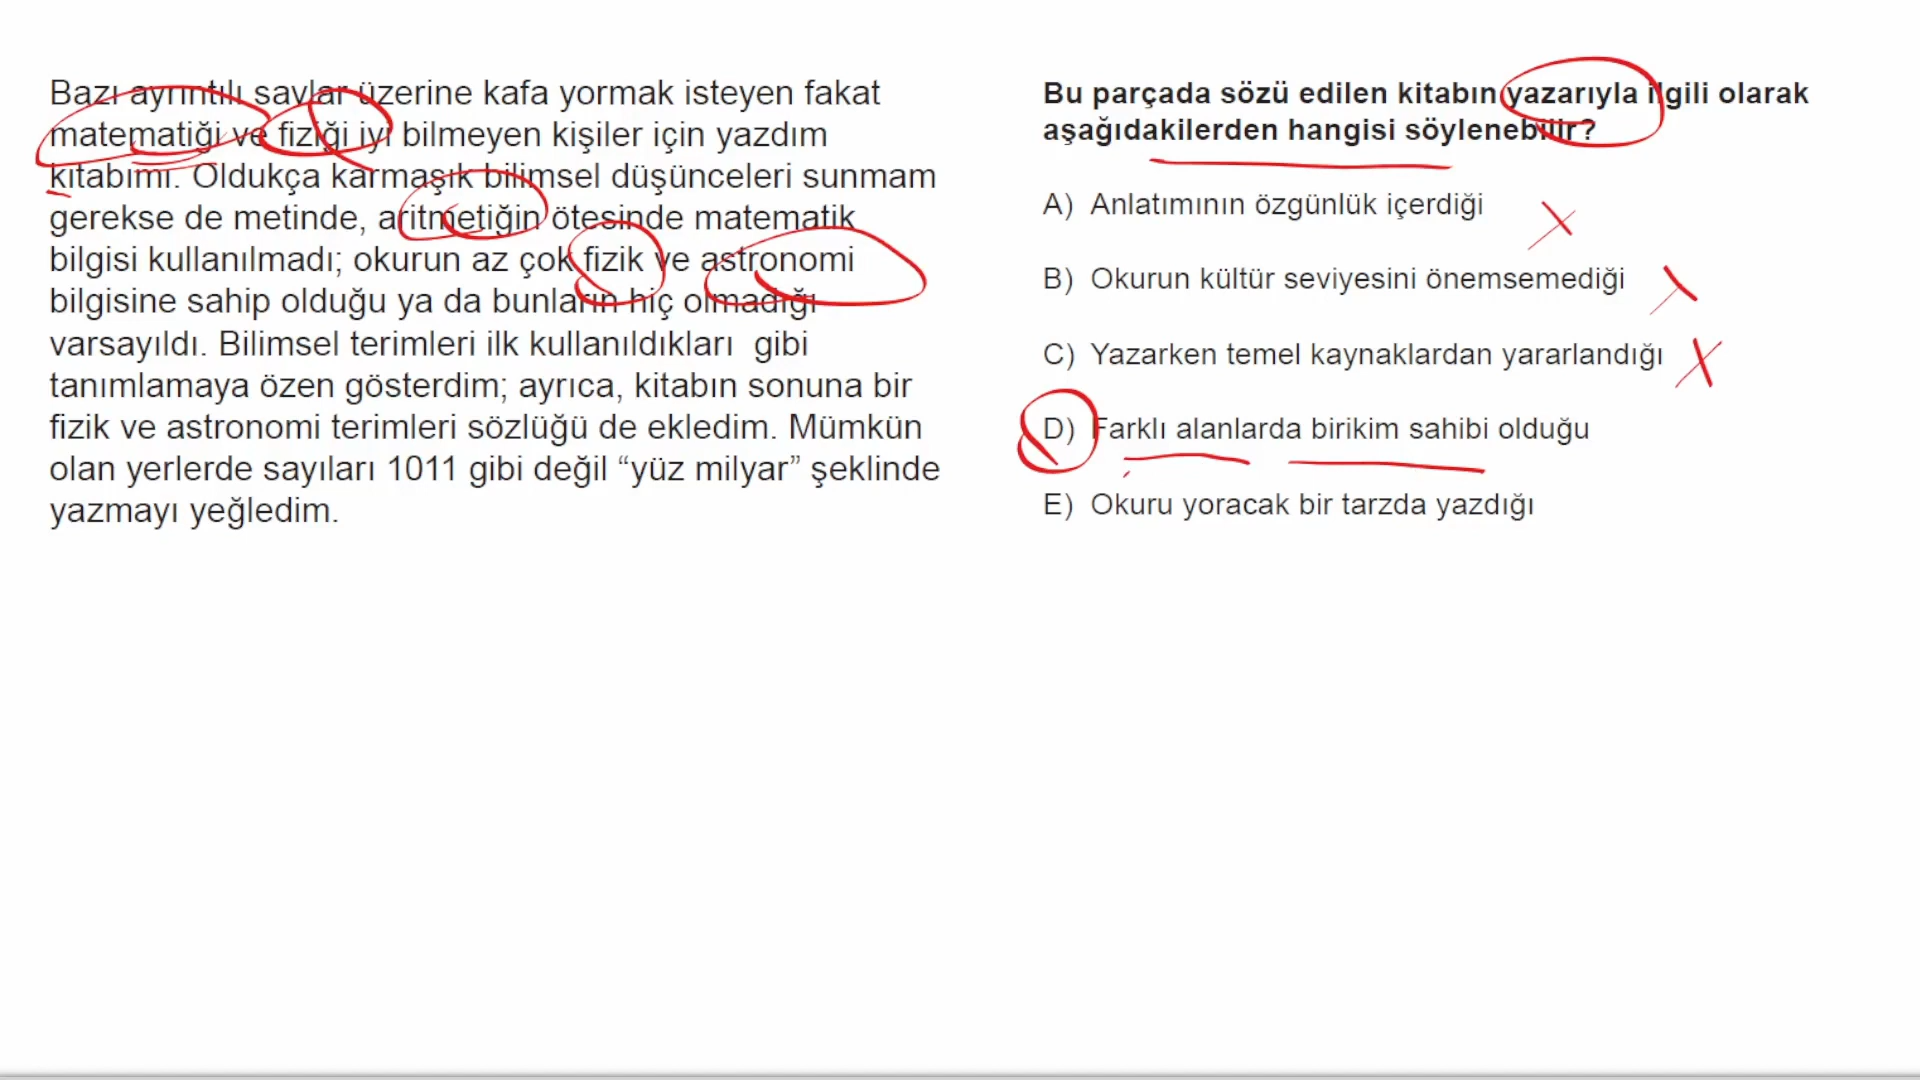 Bazı ayrıntılı savlar üzerine kafa yormak isteyen fakat
matematiği ve fiziği iyi bilmeyen kişiler için yazdım
kitabımı. Oldukça karmaşık bilimsel düşünceleri sunmam
gerekse de metinde, aritmetiğin ötesinde matematik
bilgisi kullanılmadı; okurun az çok fizik ve astronomi
bilgisine sahip olduğu ya da bunların hiç olmadığı
varsayıldı. Bilimsel terimleri ilk kullanıldıkları gibi
tanımlamaya özen gösterdim; ayrıca, kitabın sonuna bir
fizik ve astronomi terimleri sözlüğü de ekledim. Mümkün
olan yerlerde sayıları 1011 gibi değil “yüz milyar” şeklinde
yazmayı yeğledim.
Bu parçada sözü edilen kitabın yazarıyla ilgili olarak
aşağıdakilerden hangisi söylenebilir?
A) Anlatımının özgünlük içerdiği
B) Okurun kültür seviyesini önemsemediği
C) Yazarken temel kaynaklardan yararlandığı
D) Farklı alanlarda birikim sahibi olduğu
E) Okuru yoracak bir tarzda yazdığı